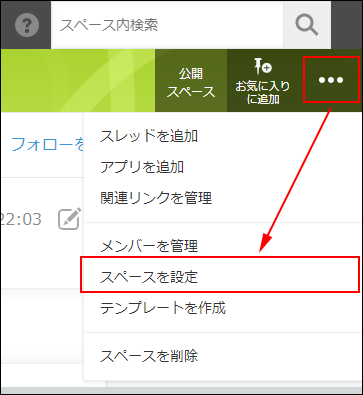 スペース内検索
公開
スペース
お気に入り
に追加
フォローを
スレッドを追加
アプリを追加
関連リンクを管理
22:03
メンバーを管理
スペースを設定
テンプレートを作成
スペースを削除